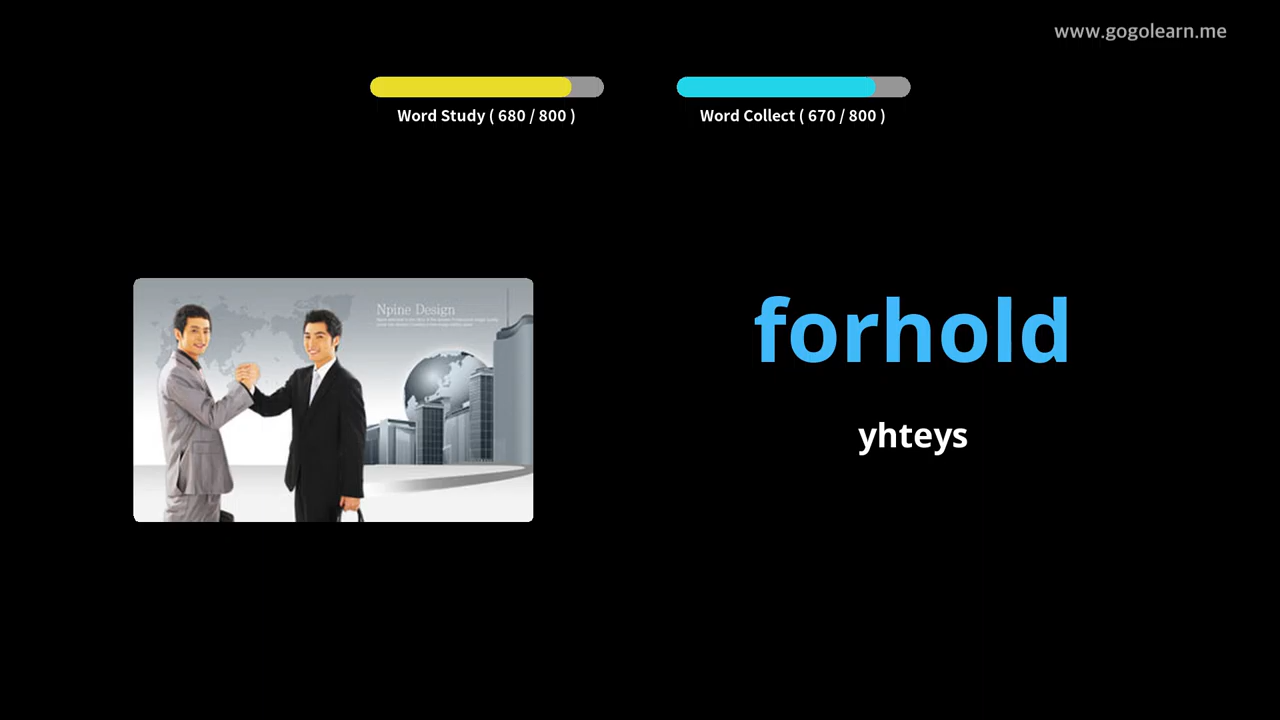 www.gogolearn.me
Word Study ( 680 / 800 )
Word Collect ( 670 / 800 )
Npine Design
forhold
yhteys